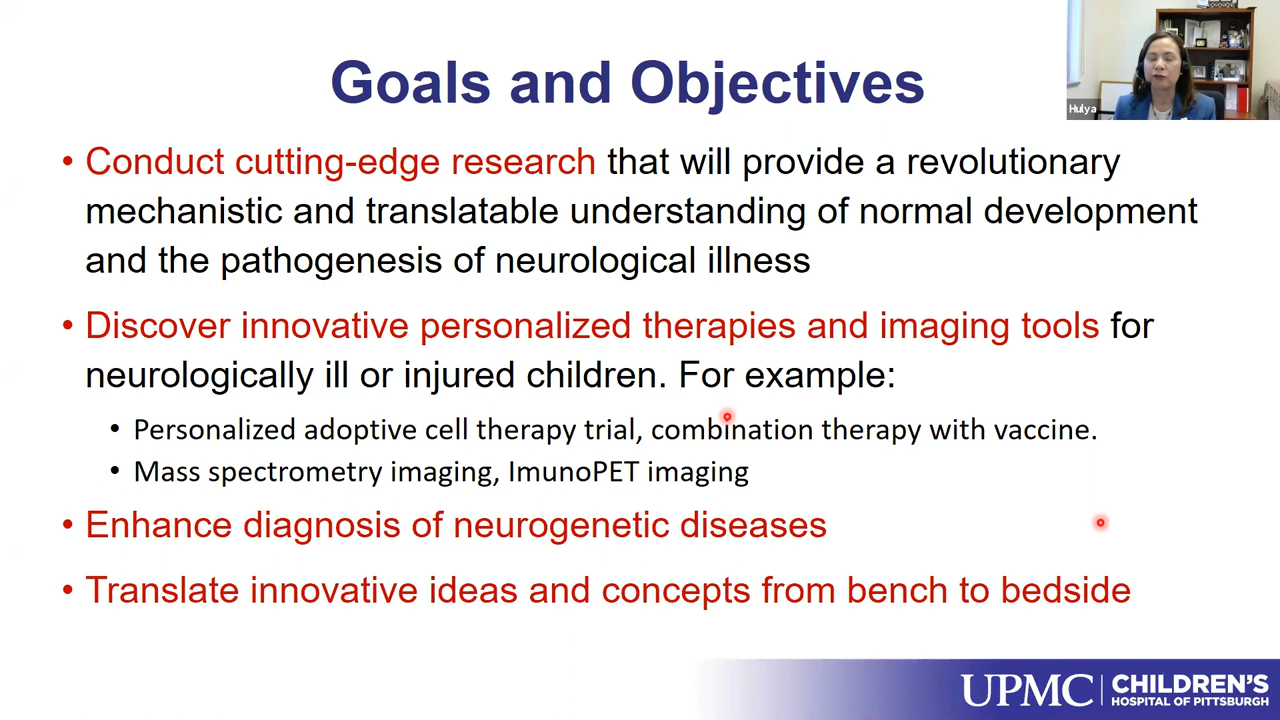 Goals and Objectives
Hulya
• Conduct cutting-edge research that will provide a revolutionary
mechanistic and translatable understanding of normal development
and the pathogenesis of neurological illness
• Discover innovative personalized therapies and imaging tools for
neurologically ill or injured children. For example:
• Personalized adoptive cell therapy trial, combination therapy with vaccine.
• Mass spectrometry imaging, ImunoPET imaging
• Enhance diagnosis of neurogenetic diseases
• Translate innovative ideas and concepts from bench to bedside
UPMC | CHILDREN'S
HOSPITAL OF PITTSBURGH